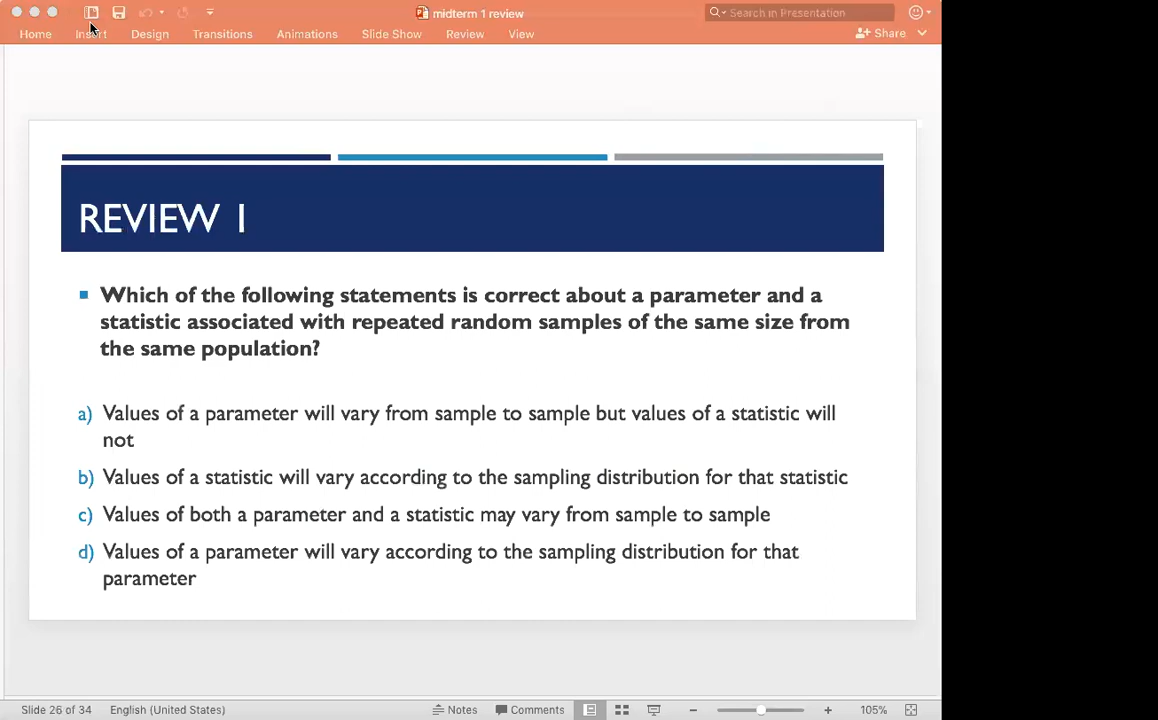 midterm 1 review
Search in Presentation
Home Insert Design Transitions Animations Slide Show Review View
Share
REVIEW 1
Which of the following statements is correct about a parameter and a
statistic associated with repeated random samples of the same size from
the same population?
a) Values of a parameter will vary from sample to sample but values of a statistic will
not
b) Values of a statistic will vary according to the sampling distribution for that statistic
c) Values of both a parameter and a statistic may vary from sample to sample
d) Values of a parameter will vary according to the sampling distribution for that
parameter
Slide 26 of 34 English (United States) Notes Comments 105%